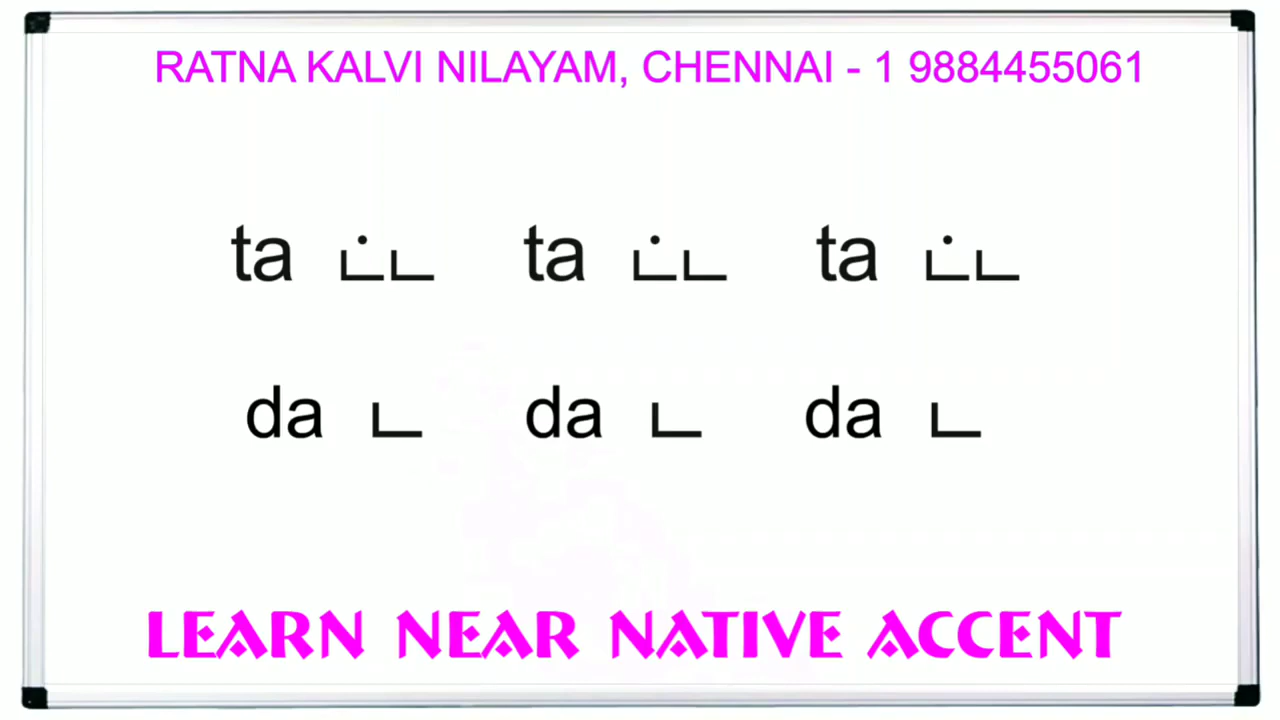 RATNA KALVI NILAYAM, CHENNAI - 1 9884455061
ta ட்ட ta ட்ட ta ட்ட
da ட da ட da ட
LEARN NEAR NATIVE ACCENT